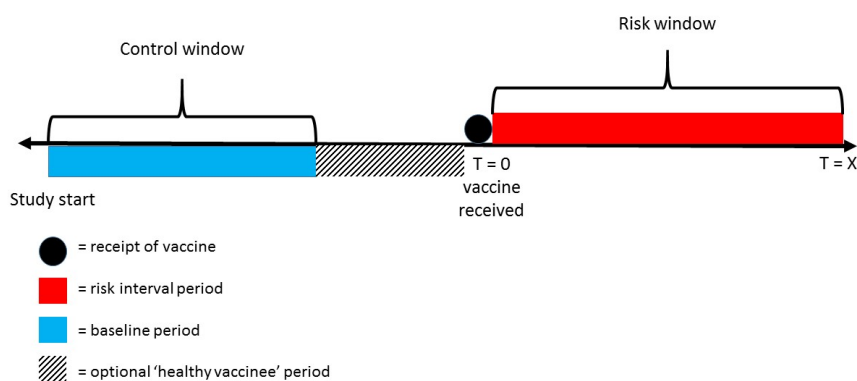 Risk window
Control window
T = 0
vaccine
received
T = X
Study start
= receipt of vaccine
= risk interval period
= baseline period
= optional ‘healthy vaccinee’ period